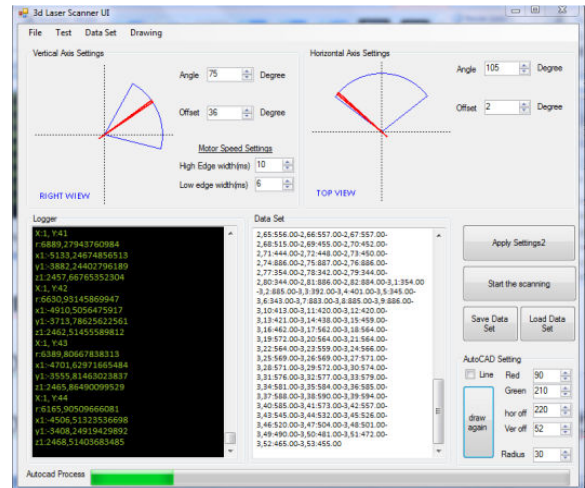 3d Laser Scanner UI
File Test Data Set Drawing
Vertical Axis Settings
Angle 75 Degree
Offset 36 Degree
Motor Speed Settings
High Edge width(ms) 10
Low edge width(ms) 6
RIGHT WIEW
Horizontal Axis Settings
Angle 105 Degree
Offset 2 Degree
TOP VIEW
Logger
X:1, Y:41
r:6889,27943760984
x1:-5133,24674856513
y1:-3882,24402796189
z1:2457,66765352304
X:1, Y:42
r:6630,93145869947
x1:-4910,5056475917
y1:-3713,78625622561
z1:2462,51455589812
X:1, Y:43
r:6389,80667838313
x1:-4701,62971665484
y1:-3555,81463023837
z1:2465,86490099529
X:1, Y:44
r:6165,90509666081
x1:-4506,51323536698
y1:-3408,24919429892
z1:2468,51403683485
Data Set
2,65:556.00-2,66:557.00-2,67:557.00-
2,68:515.00-2,69:455.00-2,70:452.00-
2,71:444.00-2,72:448.00-2,73:450.00-
2,74:886.00-2,75:887.00-2,76:886.00-
2,77:354.00-2,78:342.00-2,79:344.00-
2,80:344.00-2,81:886.00-2,82:884.00-3,1:354.00
-3,2:885.00-3,3:392.00-3,4:401.00-3,5:345.00-
3,6:343.00-3,7:883.00-3,8:885.00-3,9:886.00-
3,10:413.00-3,11:420.00-3,12:420.00-
3,13:421.00-3,14:438.00-3,15:459.00-
3,16:462.00-3,17:562.00-3,18:564.00-
3,19:572.00-3,20:564.00-3,21:564.00-
3,22:564.00-3,23:559.00-3,24:566.00-
3,25:569.00-3,26:569.00-3,27:571.00-
3,28:571.00-3,29:572.00-3,30:574.00-
3,31:576.00-3,32:577.00-3,33:579.00-
3,34:581.00-3,35:584.00-3,36:585.00-
3,37:588.00-3,38:590.00-3,39:594.00-
3,40:585.00-3,41:573.00-3,42:557.00-
3,43:545.00-3,44:532.00-3,45:526.00-
3,46:520.00-3,47:504.00-3,48:501.00-
3,49:490.00-3,50:481.00-3,51:472.00-
3,52:465.00-3,53:455.00
Apply Settings2
Start the scanning
Save Data Set
Load Data Set
AutoCAD Setting
Line Red 90
Green 210
draw again
hor off 220
Ver off 52
Radius 30
Autocad Process